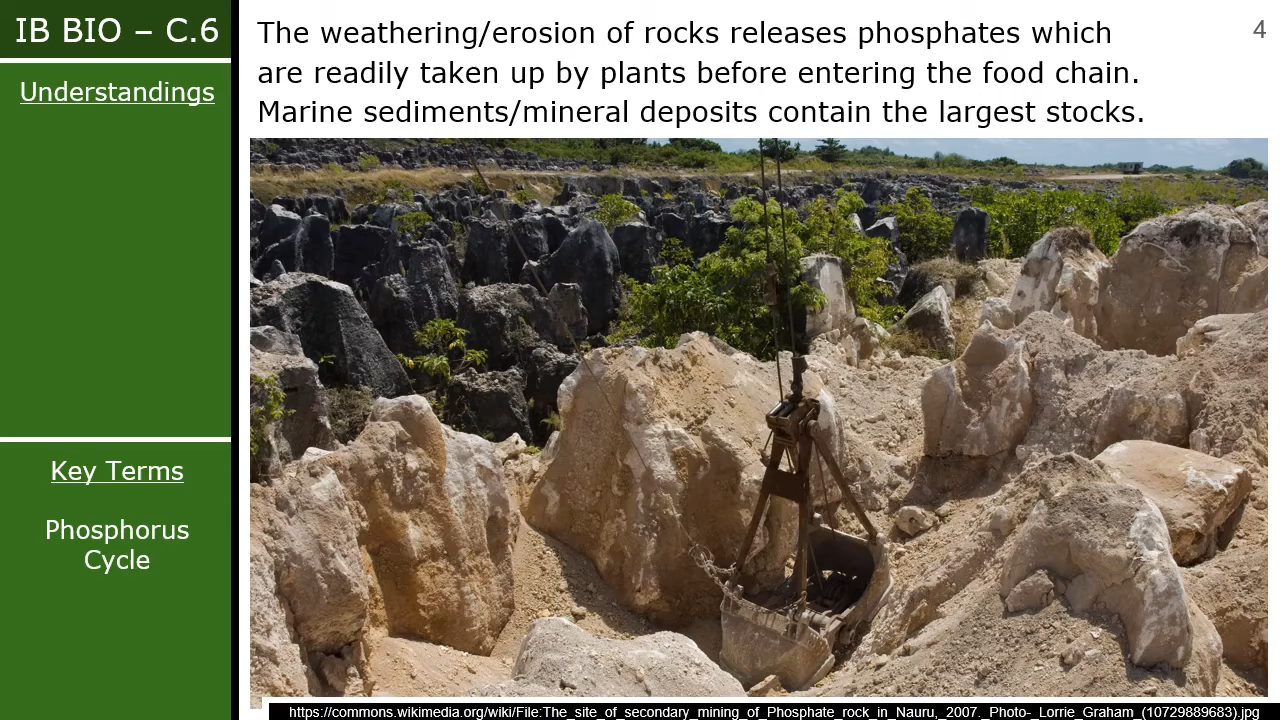 IB BIO – C.6
Understandings
Key Terms
Phosphorus
Cycle
The weathering/erosion of rocks releases phosphates which
are readily taken up by plants before entering the food chain.
Marine sediments/mineral deposits contain the largest stocks.
4
https://commons.wikimedia.org/wiki/File:The_site_of_secondary_mining_of_Phosphate_rock_in_Nauru,_2007._Photo-_Lorrie_Graham_(10729889683).jpg